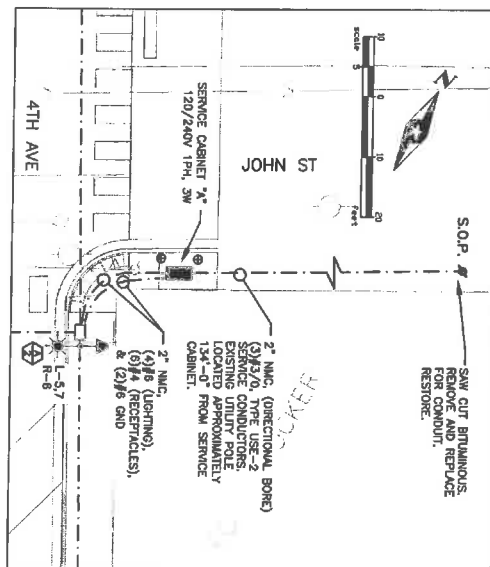 10
5
0
10
20
scale
feet
N
4TH AVE
JOHN ST
SERVICE CABINET "A"
120/240V 1PH, 3W
S.O.P.
SAW CUT BITUMINOUS.
REMOVE AND REPLACE
FOR CONDUIT.
RESTORE.
2" NMC, (DIRECTIONAL BORE)
(3)#3/0, TYPE USE-2
SERVICE CONDUCTORS.
EXISTING UTILITY POLE
LOCATED APPROXIMATELY
134'-0" FROM SERVICE
CABINET.
2" NMC,
(4)#6 (LIGHTING),
(6)#4 (RECEPTACLES),
& (2)#6 GND
L-5,7
R-6